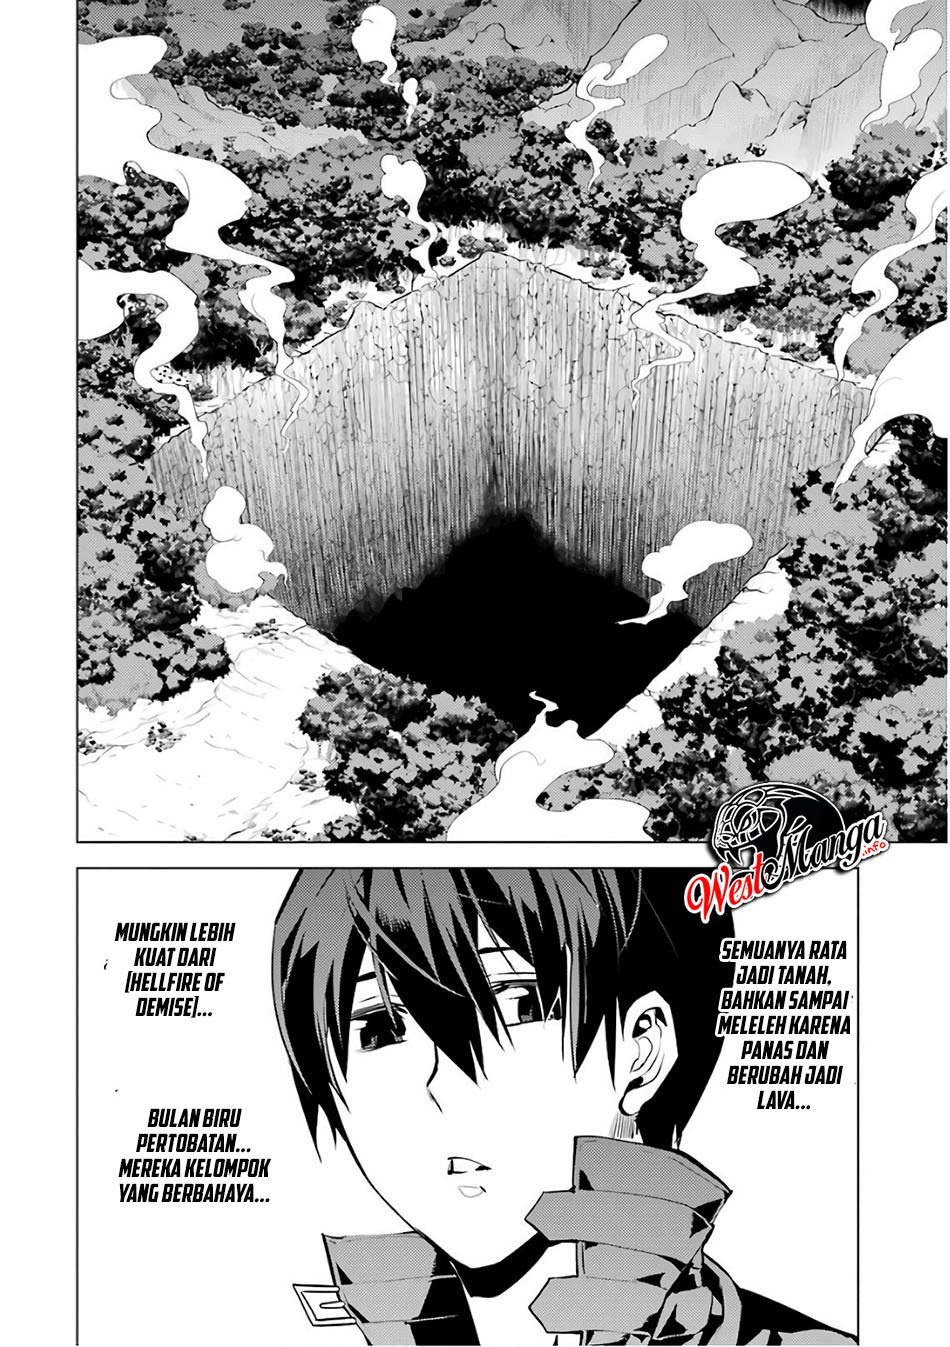 WestManga
.info
SEMUANYA RATA
JADI TANAH,
BAHKAN SAMPAI
MELELEH KARENA
PANAS DAN
BERUBAH JADI
LAVA...
MUNGKIN LEBIH
KUAT DARI
[HELLFIRE OF
DEMISE]...
BULAN BIRU
PERTOBATAN...
MEREKA KELOMPOK
YANG BERBAHAYA...